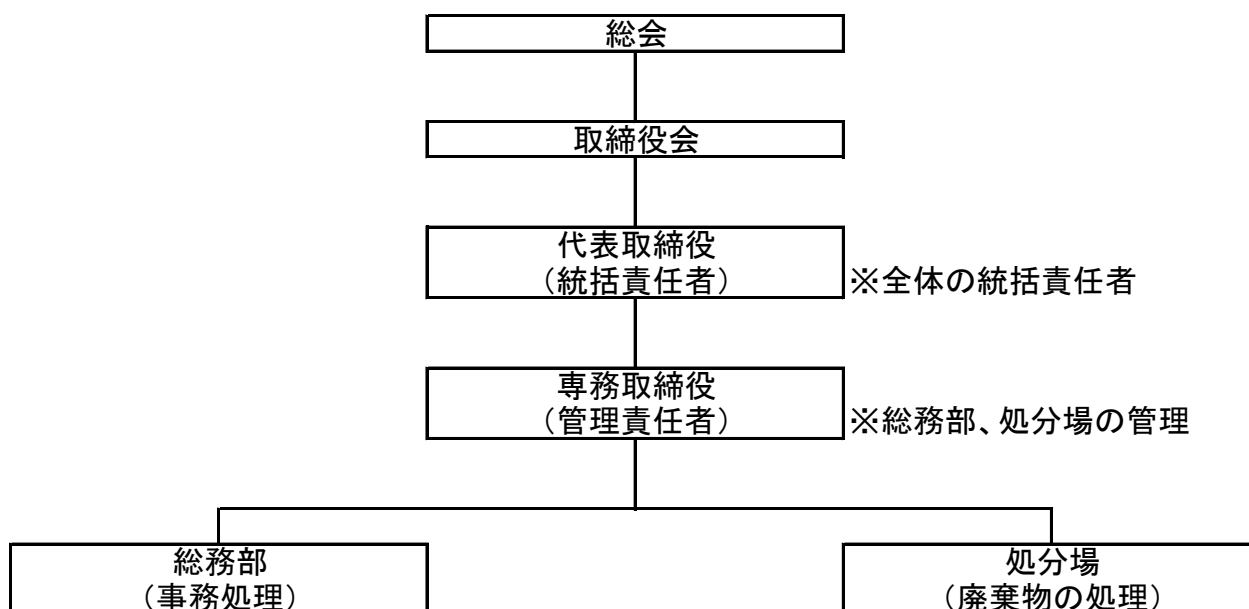 総会
取締役会
代表取締役
（統括責任者）
※全体の統括責任者
専務取締役
（管理責任者）
※総務部、処分場の管理
総務部
（事務処理）
処分場
（廃棄物の処理）